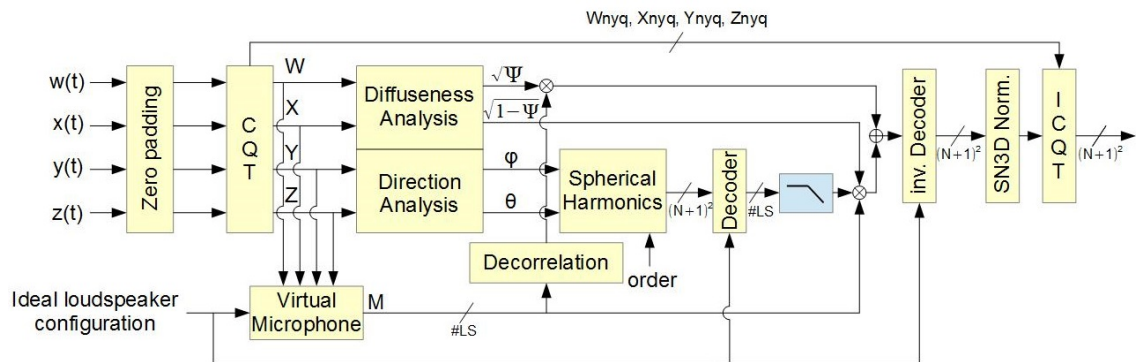 Wnyq, Xnyq, Ynyq, Znyq
w(t)
x(t)
y(t)
z(t)
Zero padding
C
Q
T
W
X
Y
Z
Diffuseness
Analysis
Direction
Analysis
√Ψ
√1−Ψ
φ
θ
Spherical
Harmonics
(N+1)²
Decoder
#LS
inv. Decoder
(N+1)²
SN3D Norm.
I
C
Q
T
(N+1)²
Decorrelation
order
Ideal loudspeaker
configuration
Virtual
Microphone
M
#LS